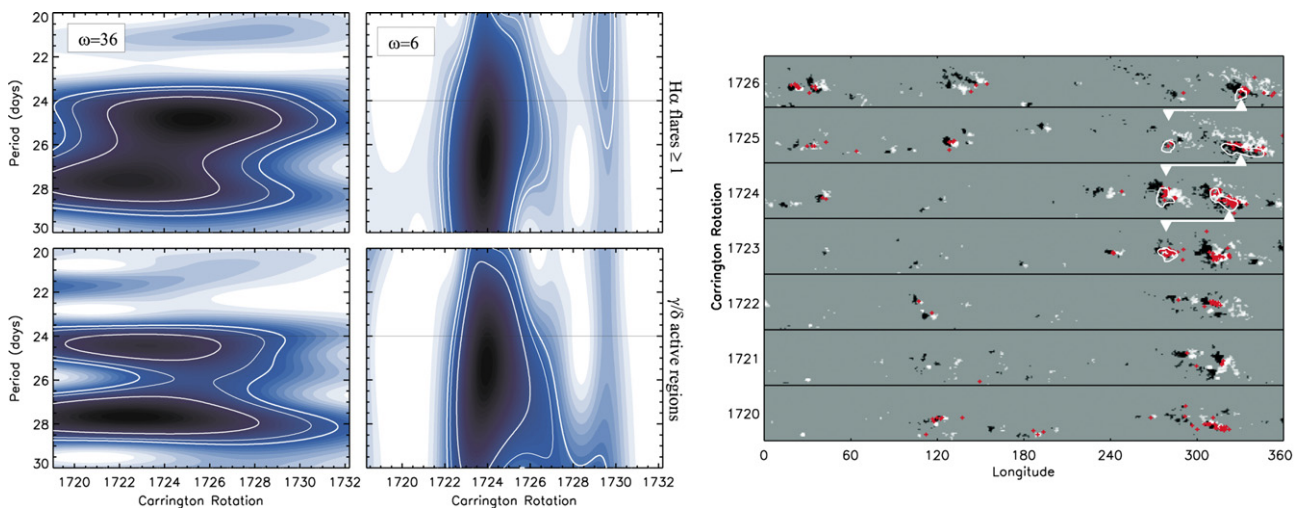 ω=36
ω=6
20
22
24
26
28
30
Period (days)
Hα flares ≥ 1
20
22
24
26
28
30
Period (days)
γ/δ active regions
1720 1722 1724 1726 1728 1730 1732
Carrington Rotation
1720 1722 1724 1726 1728 1730 1732
Carrington Rotation
1726
1725
1724
1723
1722
1721
1720
Carrington Rotation
0 60 120 180 240 300 360
Longitude